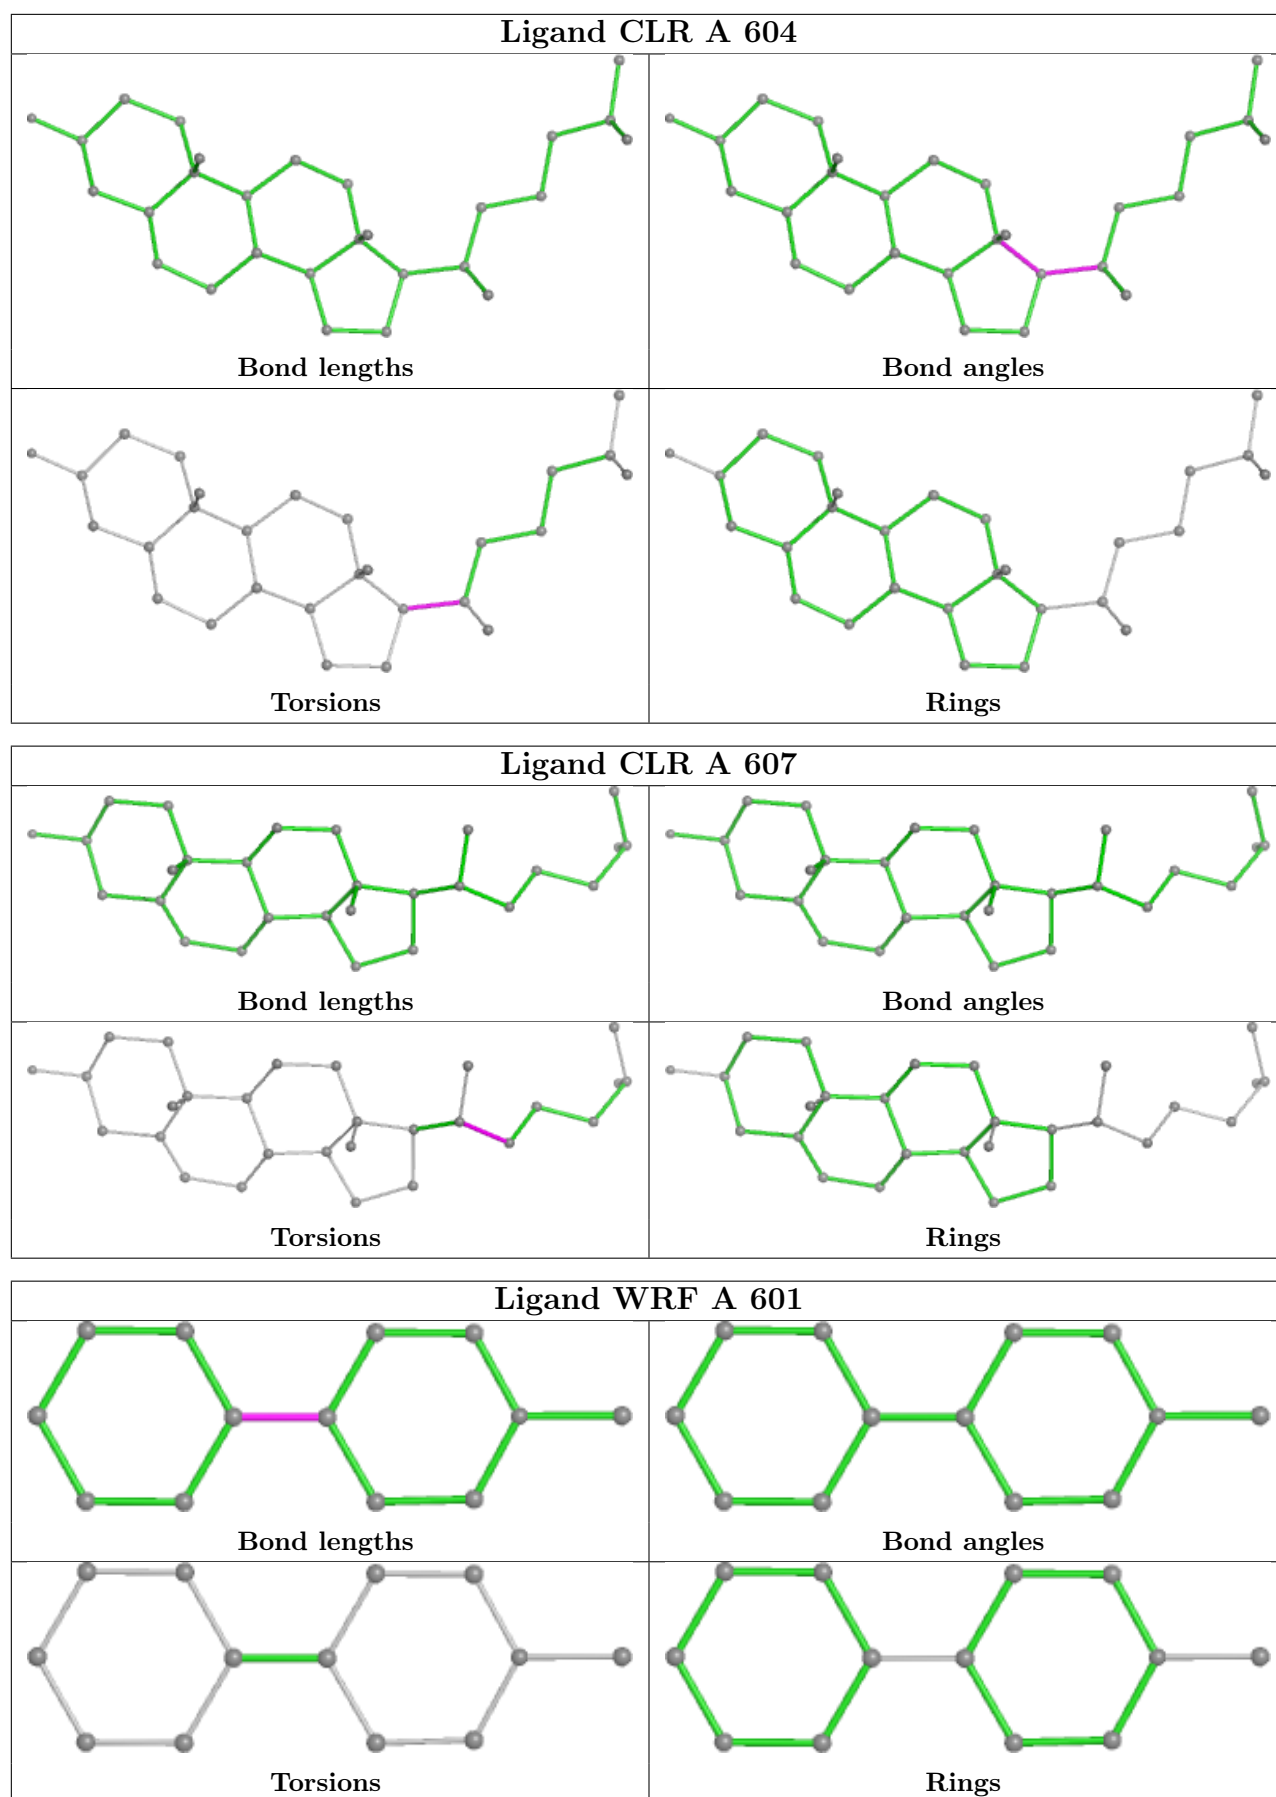 Ligand CLR A 604
Bond lengths
Bond angles
Torsions
Rings
Ligand CLR A 607
Bond lengths
Bond angles
Torsions
Rings
Ligand WRF A 601
Bond lengths
Bond angles
Torsions
Rings